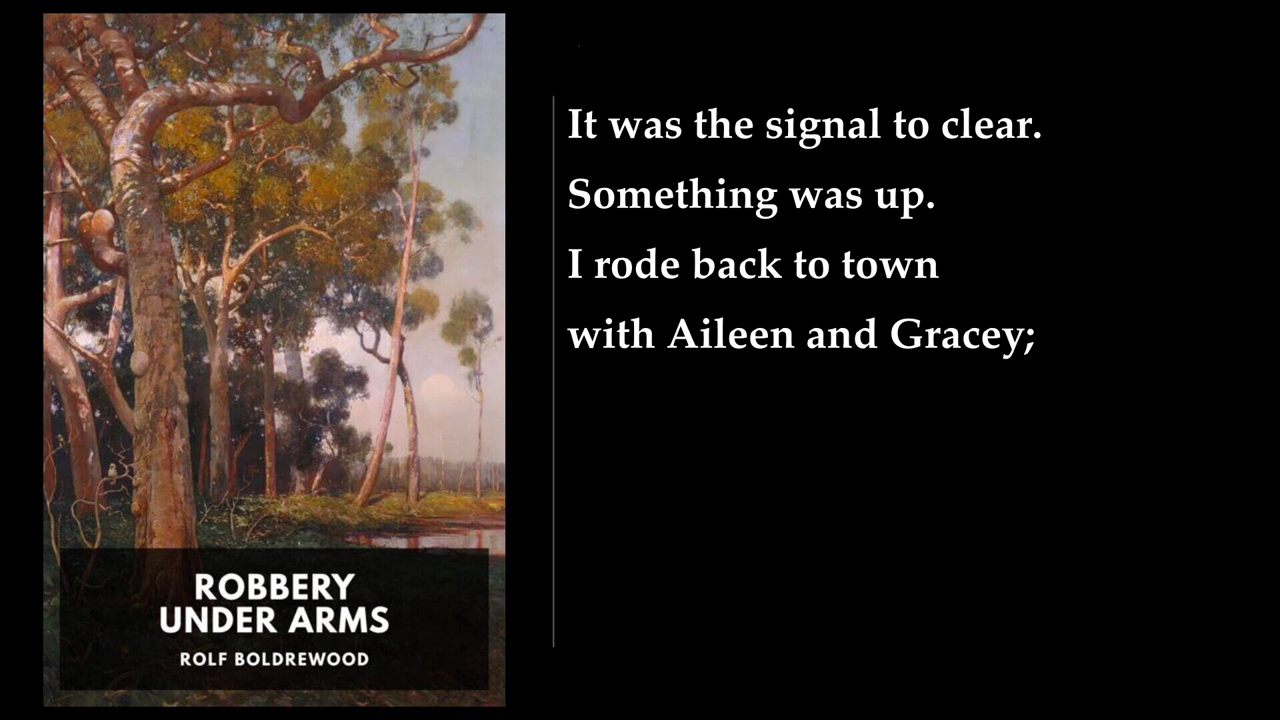 It was the signal to clear.
Something was up.
I rode back to town
with Aileen and Gracey;
ROBBERY
UNDER ARMS
ROLF BOLDREWOOD